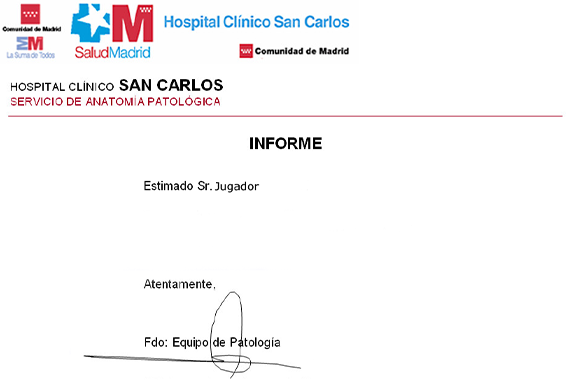 Comunidad de Madrid
EM
La Suma de Todos
M
SaludMadrid
Hospital Clínico San Carlos
Comunidad de Madrid
HOSPITAL CLÍNICO SAN CARLOS
SERVICIO DE ANATOMÍA PATOLÓGICA
INFORME
Estimado Sr. Jugador
Atentamente,
Fdo: Equipo de Patología